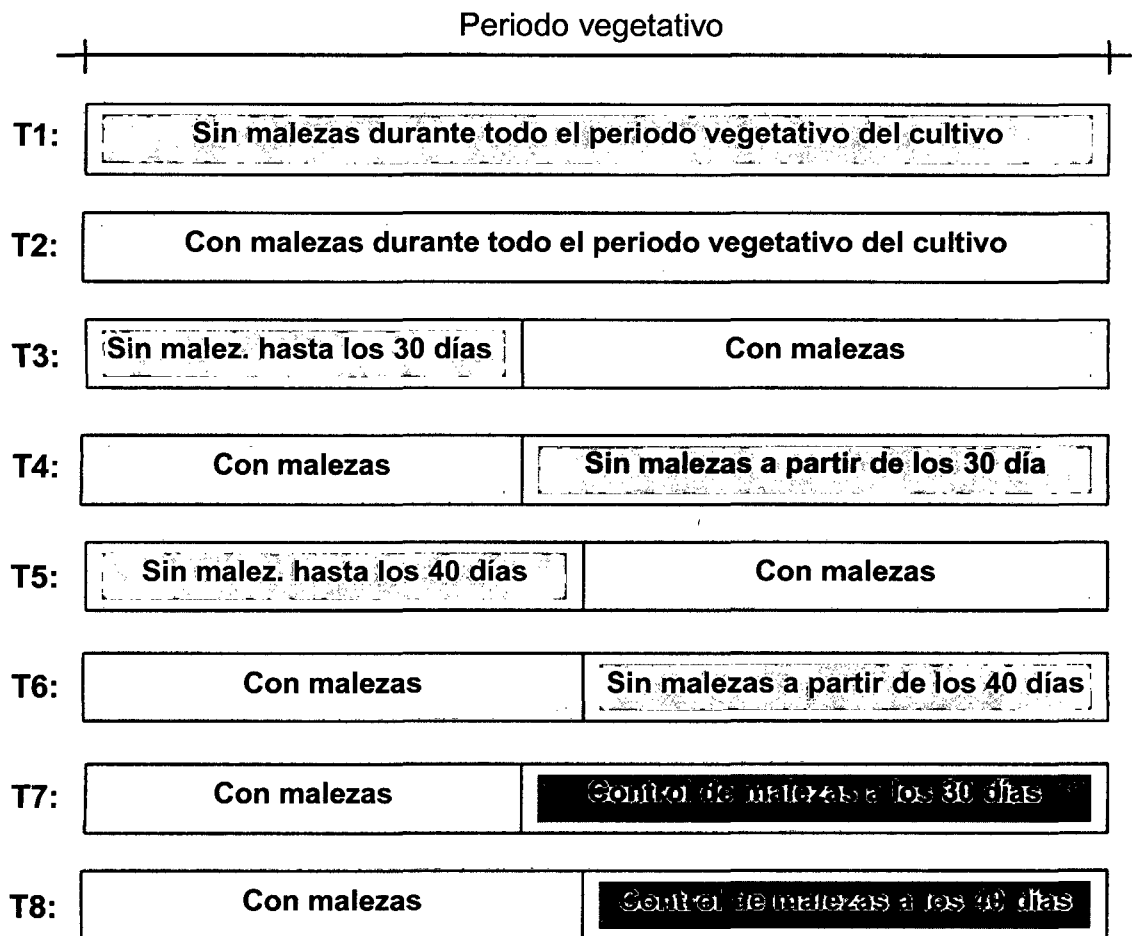 Periodo vegetativo
T1: Sin malezas durante todo el periodo vegetativo del cultivo
T2: Con malezas durante todo el periodo vegetativo del cultivo
T3: Sin malez. hasta los 30 días Con malezas
T4: Con malezas Sin malezas a partir de los 30 día
T5: Sin malez. hasta los 40 días Con malezas
T6: Con malezas Sin malezas a partir de los 40 días
T7: Con malezas Control de malezas a los 30 días
T8: Con malezas Control de malezas a los 40 días